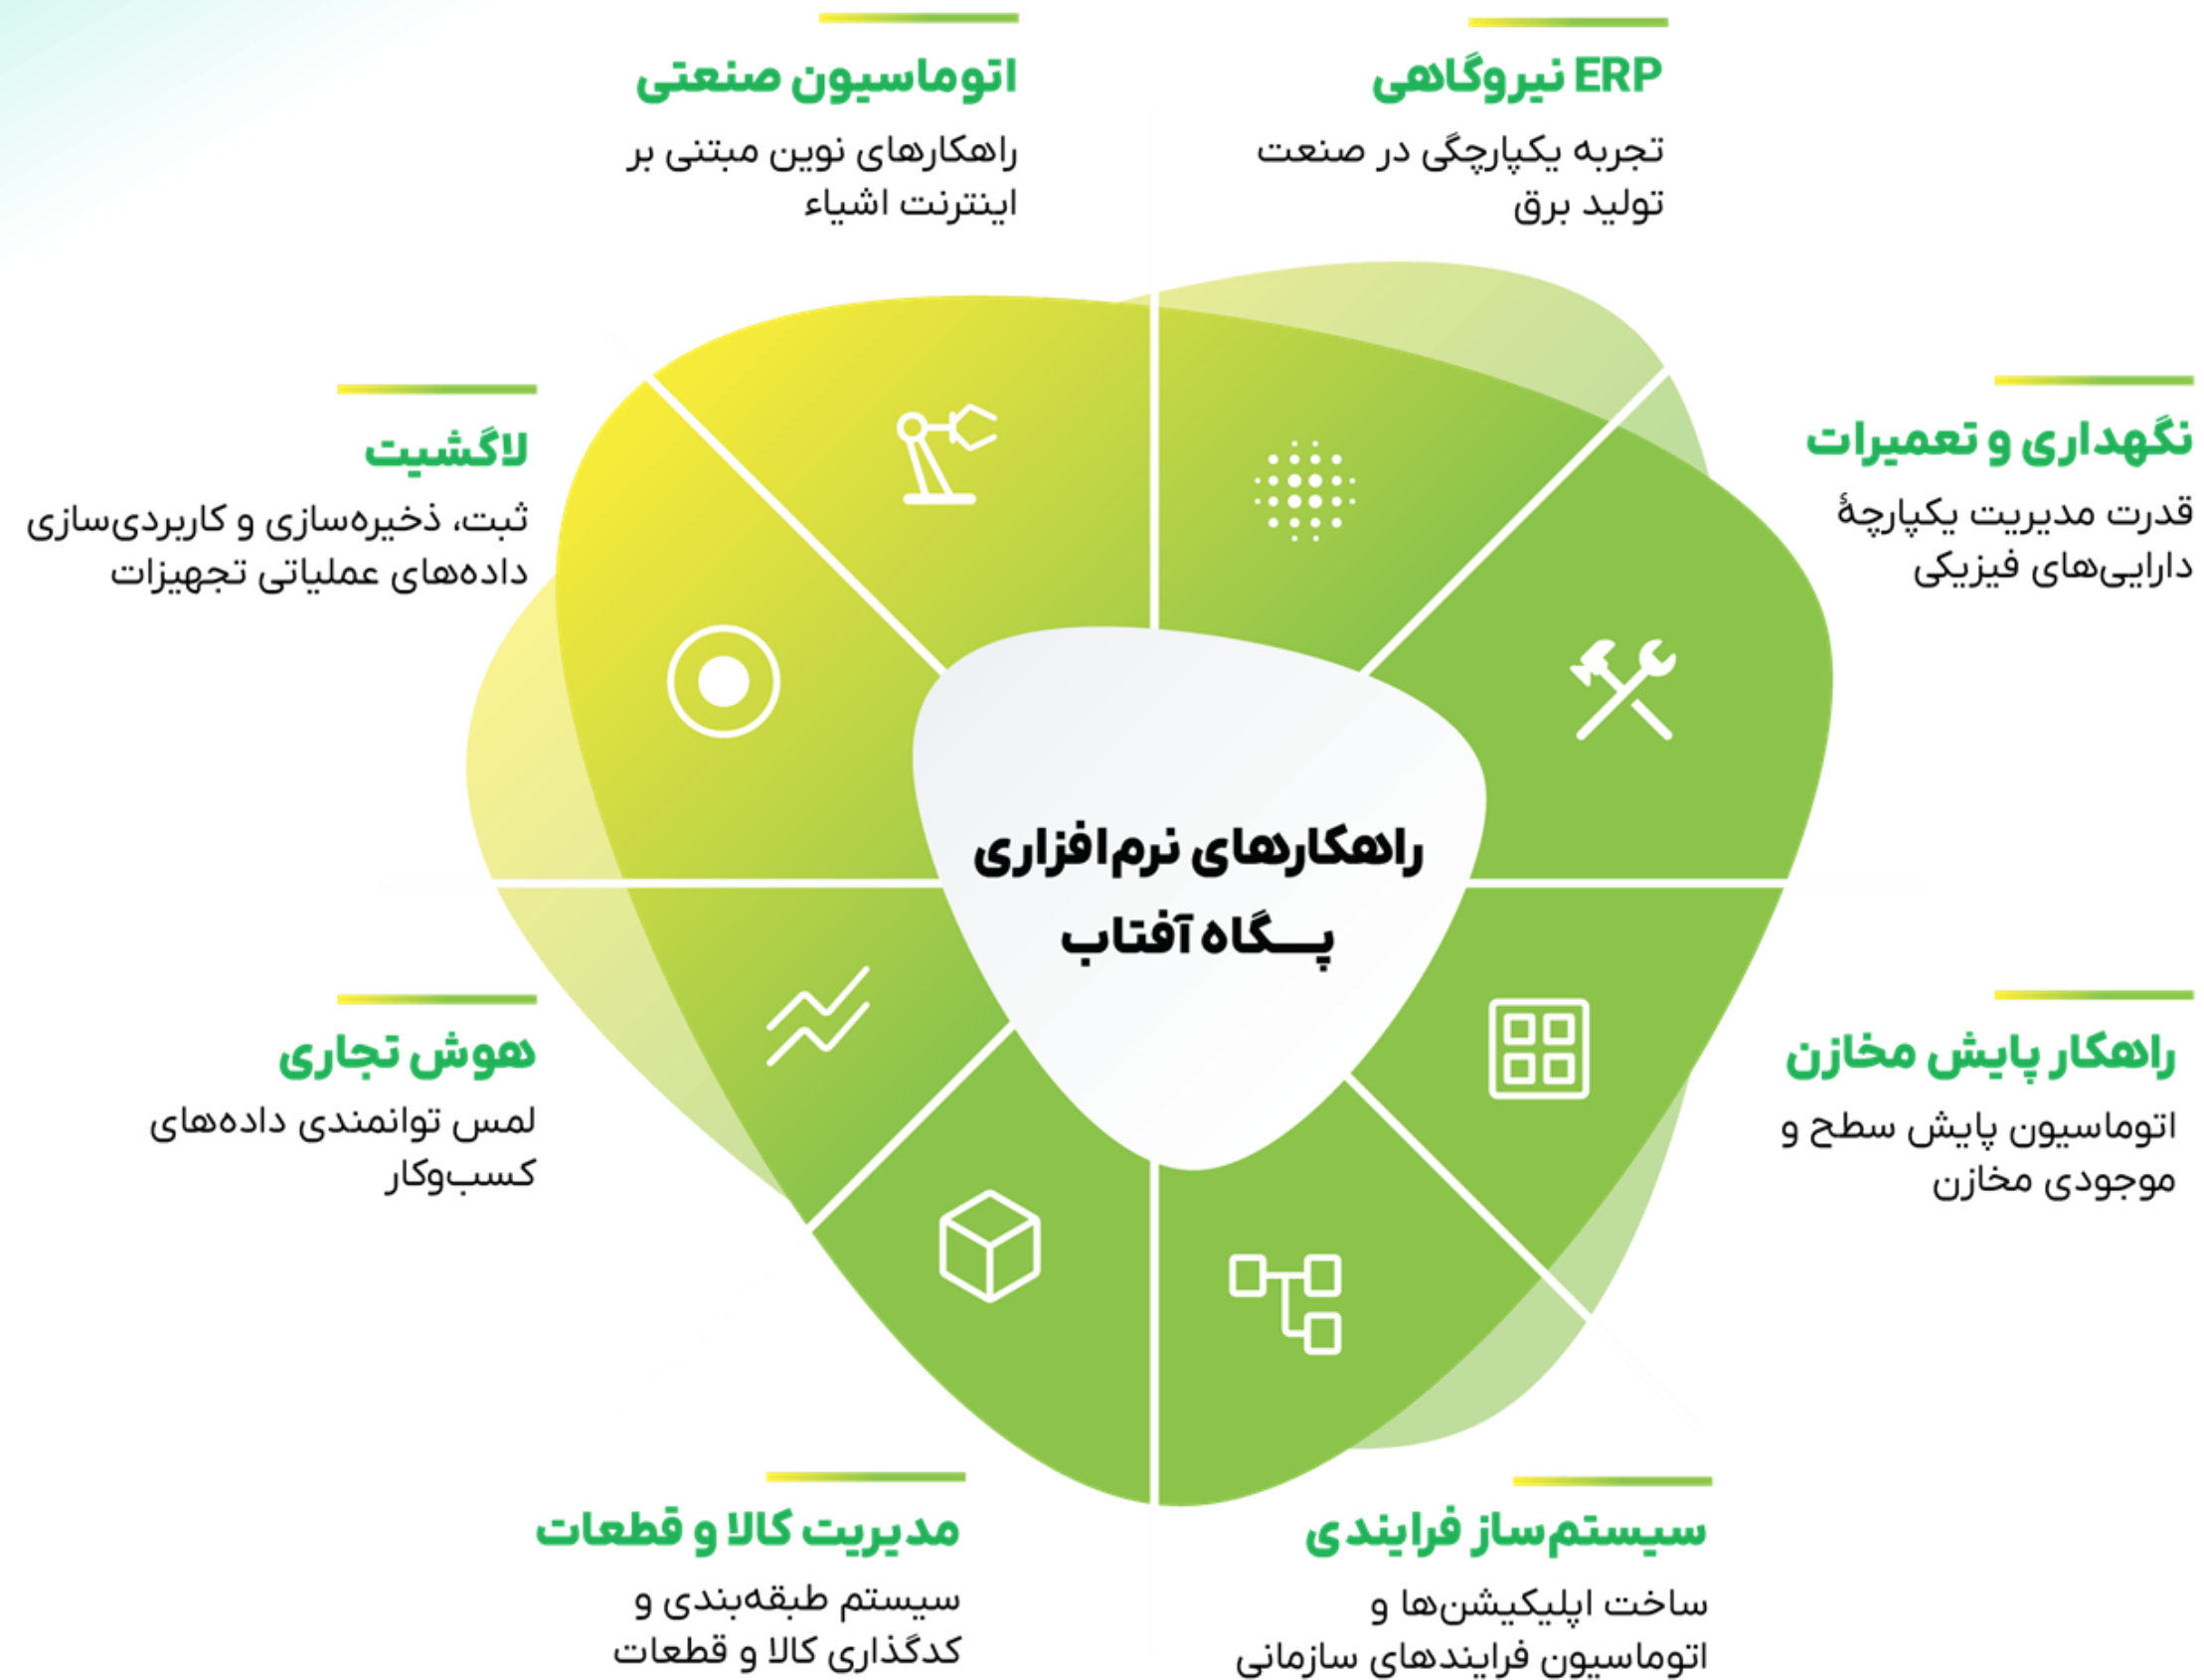 ERP نیروگاهی
تجربه یکپارچگی در صنعت
تولید برق
اتوماسیون صنعتی
راهکارهای نوین مبتنی بر
اینترنت اشیاء
نگهداری و تعمیرات
قدرت مدیریت یکپارچهٔ
دارایی‌های فیزیکی
لاگشیت
ثبت، ذخیره‌سازی و کاربردی‌سازی
داده‌های عملیاتی تجهیزات
راهکارهای نرم‌افزاری
پـــگاه آفتاب
راهکار پایش مخازن
اتوماسیون پایش سطح و
موجودی مخازن
هوش تجاری
لمس توانمندی داده‌های
کسب‌وکار
سیستم‌ساز فرایندی
ساخت اپلیکیشن‌ها و
اتوماسیون فرایندهای سازمانی
مدیریت کالا و قطعات
سیستم طبقه‌بندی و
کدگذاری کالا و قطعات